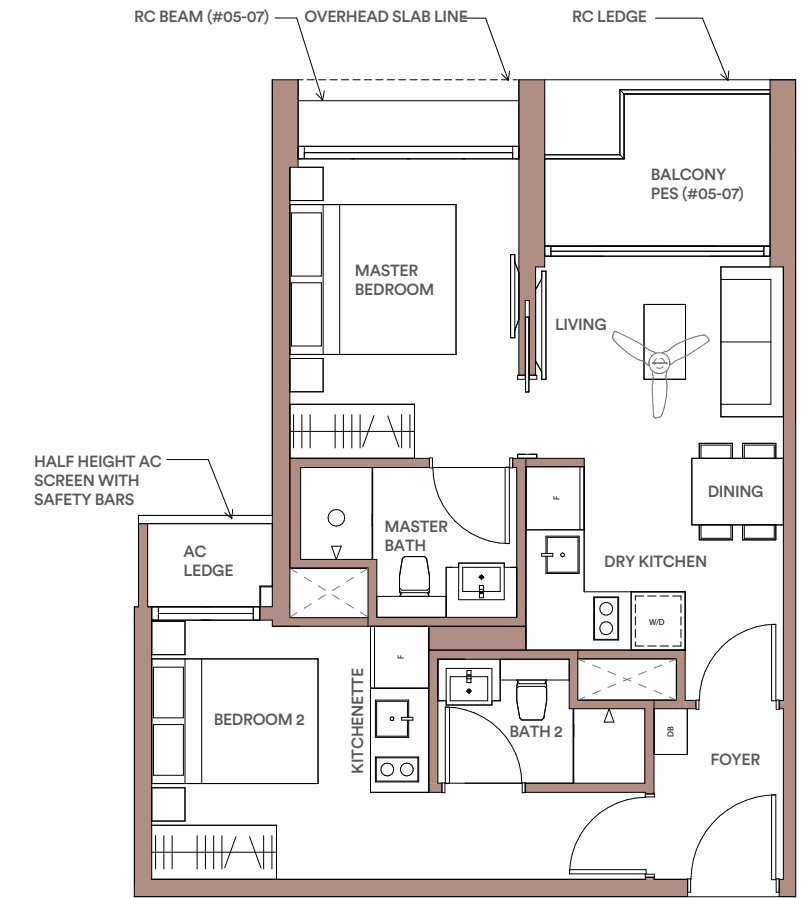 RC BEAM (#05-07)
OVERHEAD SLAB LINE
RC LEDGE
BALCONY
PES (#05-07)
MASTER
BEDROOM
LIVING
HALF HEIGHT AC
SCREEN WITH
SAFETY BARS
DINING
F
MASTER
BATH
AC
LEDGE
DRY KITCHEN
W/D
F
KITCHENETTE
BEDROOM 2
BATH 2
DB
FOYER